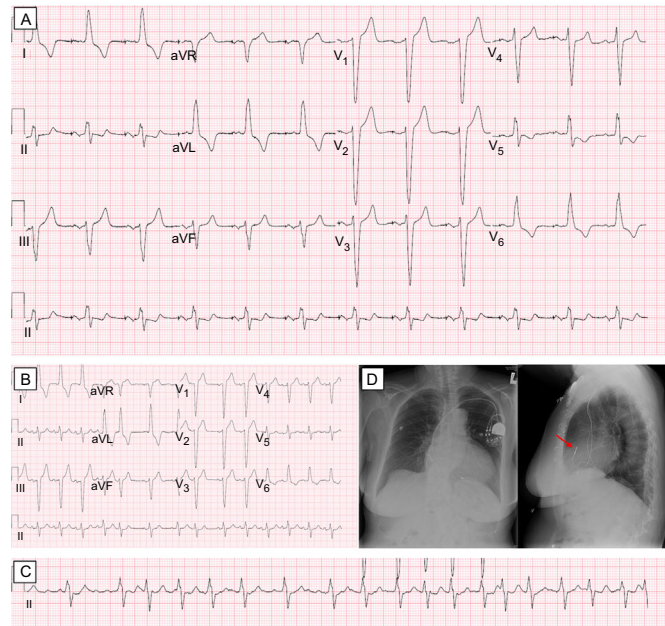 A
I aVR V1 V4
II aVL V2 V5
III aVF V3 V6
II
B
I aVR V1 V4
II aVL V2 V5
III aVF V3 V6
II
D
L
C
II